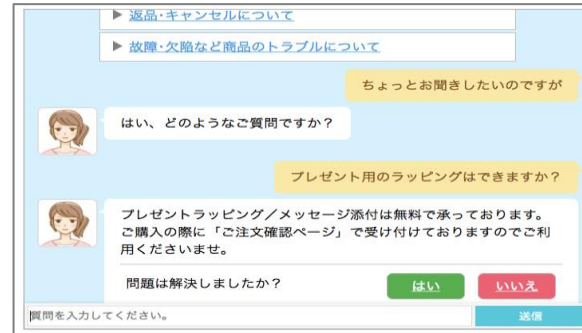 ▶ 返品･キャンセルについて
▶ 故障･欠陥など商品のトラブルについて
ちょっとお聞きしたいのですが
はい、どのようなご質問ですか？
プレゼント用のラッピングはできますか？
プレゼントラッピング／メッセージ添付は無料で承っております。
ご購入の際に「ご注文確認ページ」で受け付けておりますのでご利
用くださいませ。
問題は解決しましたか？ はい いいえ
質問を入力してください。 送信